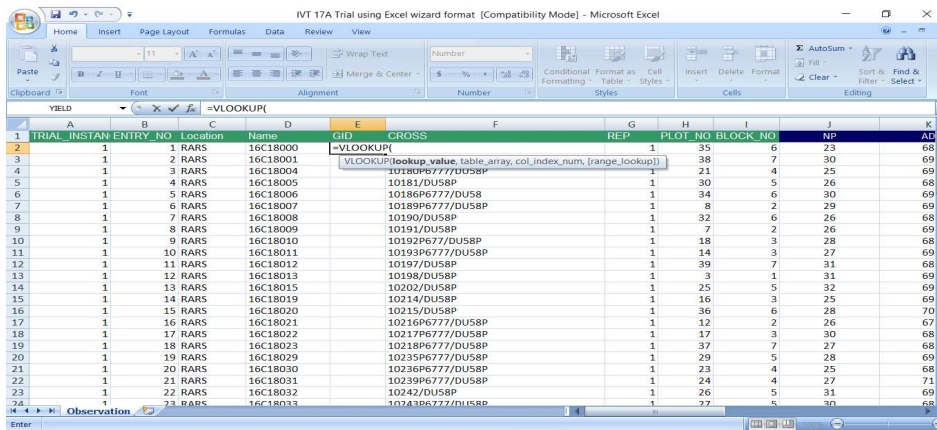 IVT 17A Trial using Excel wizard format [Compatibility Mode] - Microsoft Excel
Home Insert Page Layout Formulas Data Review View
Paste
11
Wrap Text
Merge & Center
Number
Conditional Formatting
Format as Table
Cell Styles
Insert Delete Format
AutoSum
Fill
Clear
Sort & Filter
Find & Select
Clipboard Font Alignment Number Styles Cells Editing
YIELD =VLOOKUP(
A B C D E F G H I J K
1 TRIAL_INSTAN ENTRY_NO Location Name GID CROSS REP PLOT_NO BLOCK_NO NP AD
2 1 1 RARS 16C18000 =VLOOKUP( 1 35 6 23 68
VLOOKUP(lookup_value, table_array, col_index_num, [range_lookup])
3 1 2 RARS 16C18001 1 38 7 30 69
4 1 3 RARS 16C18004 10180P6777/DU58P 1 21 4 25 69
5 1 4 RARS 16C18005 10181/DU58P 1 30 5 26 68
6 1 5 RARS 16C18006 10186P6777/DU58 1 34 6 30 69
7 1 6 RARS 16C18007 10189P6777/DU58P 1 8 2 29 69
8 1 7 RARS 16C18008 10190/DU58P 1 32 6 26 68
9 1 8 RARS 16C18009 10191/DU58P 1 7 2 26 69
10 1 9 RARS 16C18010 10192P677/DU58P 1 18 3 28 68
11 1 10 RARS 16C18011 10193P6777/DU58P 1 14 3 27 69
12 1 11 RARS 16C18012 10197/DU58P 1 39 7 31 68
13 1 12 RARS 16C18013 10198/DU58P 1 3 1 31 69
14 1 13 RARS 16C18015 10202/DU58P 1 25 5 32 69
15 1 14 RARS 16C18019 10214/DU58P 1 16 3 25 69
16 1 15 RARS 16C18020 10215/DU58P 1 36 6 28 70
17 1 16 RARS 16C18021 10216P6777/DU58P 1 12 2 26 67
18 1 17 RARS 16C18022 10217P6777/DU58P 1 17 3 30 68
19 1 18 RARS 16C18023 10218P6777/DU58P 1 37 7 27 68
20 1 19 RARS 16C18029 10235P6777/DU58P 1 29 5 28 69
21 1 20 RARS 16C18030 10236P6777/DU58P 1 23 4 25 68
22 1 21 RARS 16C18031 10239P6777/DU58P 1 24 4 27 71
23 1 22 RARS 16C18032 10242/DU58P 1 26 5 31 69
24 1 23 RARS 16C18033 10243P6777/DU58P 1 27 5 30 68
Observation
Enter 100%